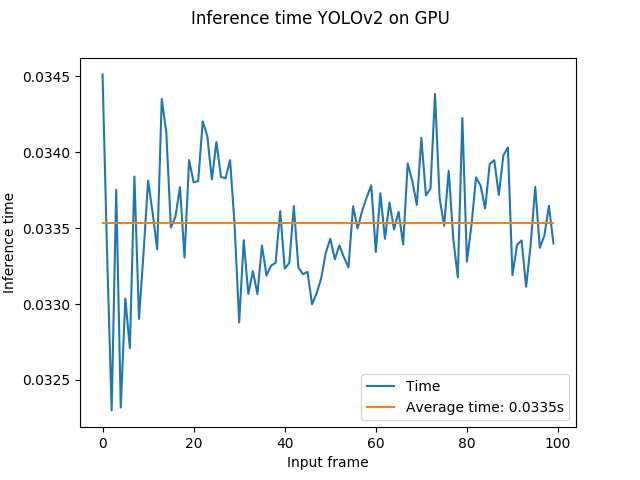 Inference time YOLOv2 on GPU
0.0345
0.0340
0.0335
0.0330
0.0325
Inference time
0
20
40
60
80
100
Input frame
Time
Average time: 0.0335s